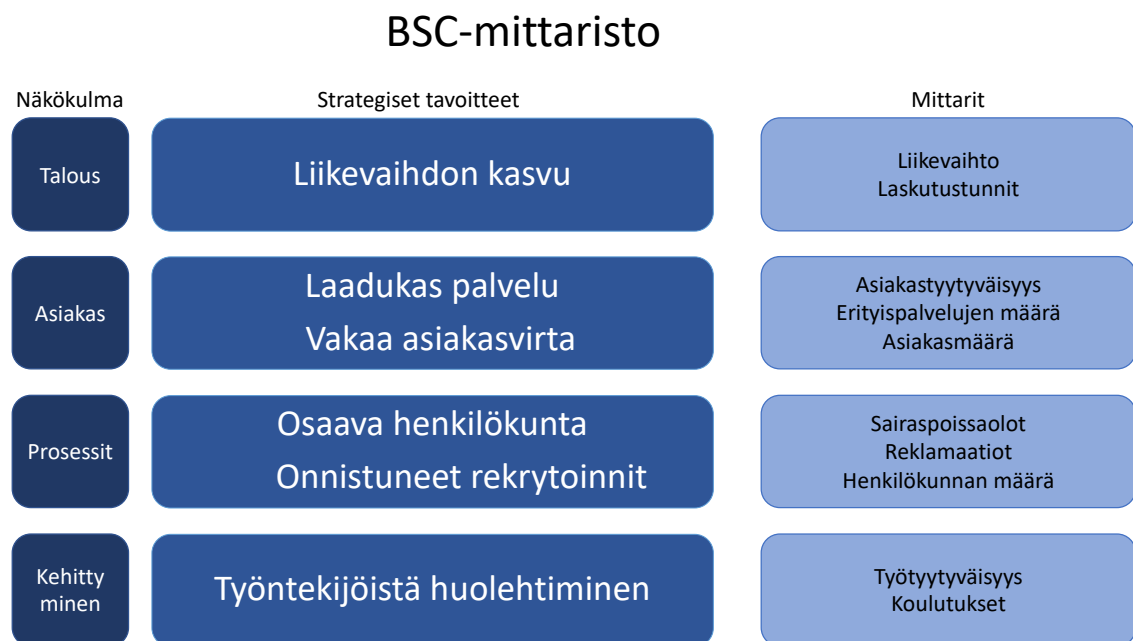 BSC-mittaristo
Näkökulma
Strategiset tavoitteet
Mittarit
Talous
Liikevaihdon kasvu
Liikevaihto
Laskutustunnit
Asiakas
Laadukas palvelu
Vakaa asiakasvirta
Asiakastyytyväisyys
Erityispalvelujen määrä
Asiakasmäärä
Prosessit
Osaava henkilökunta
Onnistuneet rekrytoinnit
Sairaspoissaolot
Reklamaatiot
Henkilökunnan määrä
Kehitty
minen
Työntekijöistä huolehtiminen
Työtyytyväisyys
Koulutukset